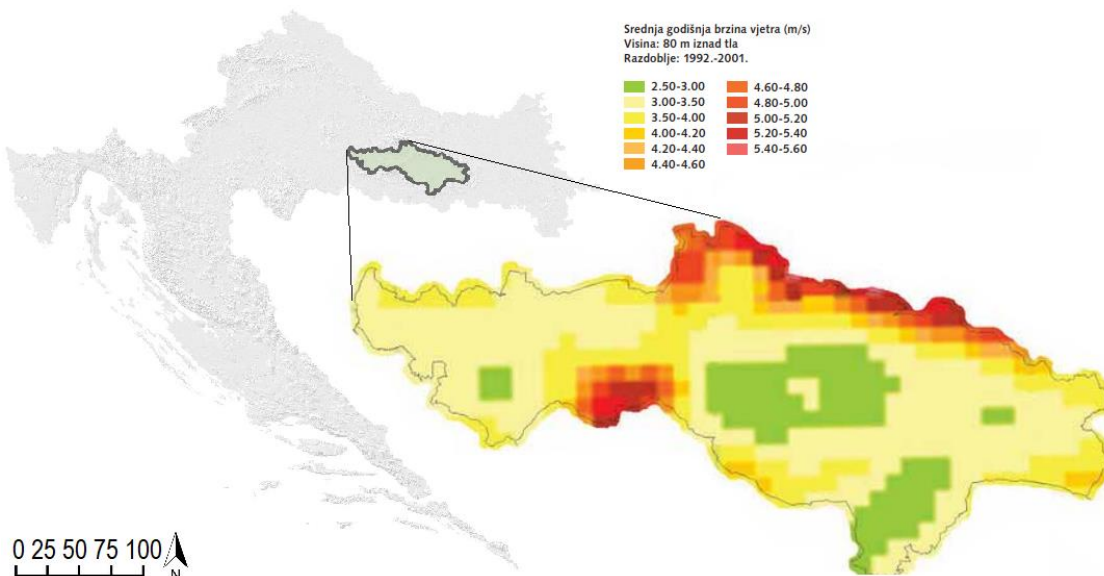 Srednja godišnja brzina vjetra (m/s)
Visina: 80 m iznad tla
Razdoblje: 1992.-2001.
2.50-3.00
3.00-3.50
3.50-4.00
4.00-4.20
4.20-4.40
4.40-4.60
4.60-4.80
4.80-5.00
5.00-5.20
5.20-5.40
5.40-5.60
0 25 50 75 100
N